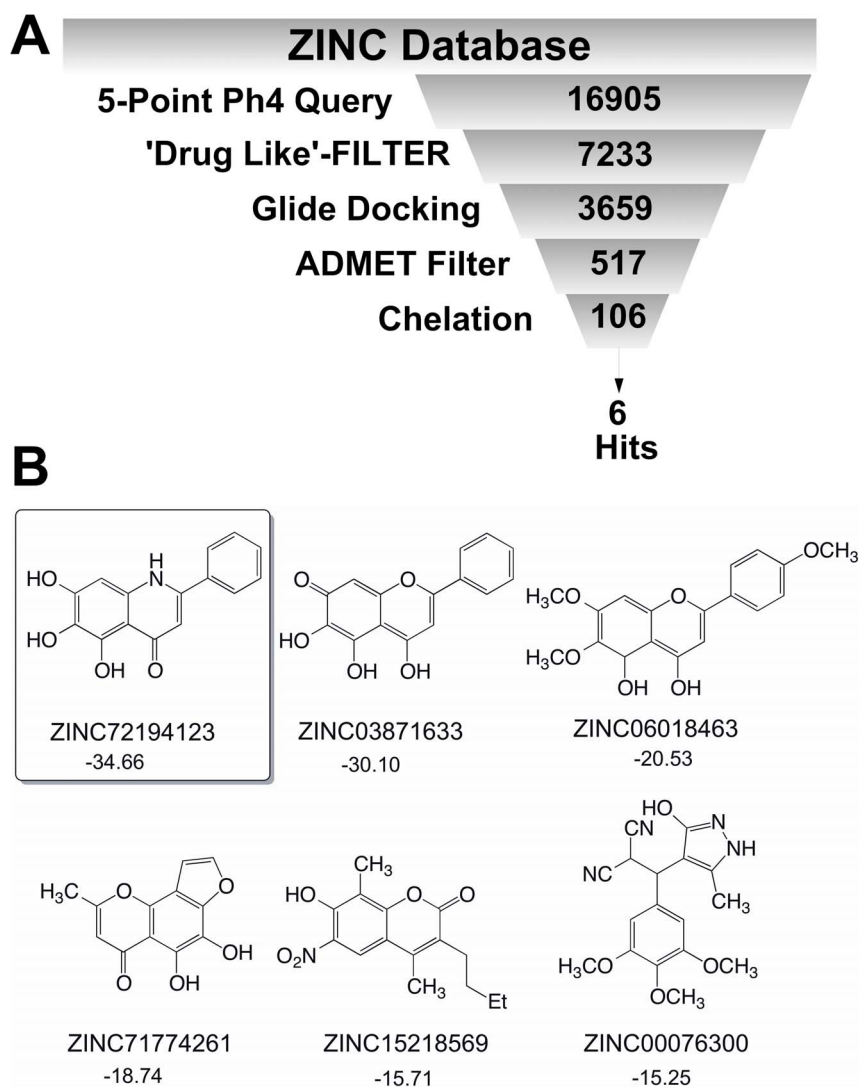 A
ZINC Database
5-Point Ph4 Query 16905
'Drug Like'-FILTER 7233
Glide Docking 3659
ADMET Filter 517
Chelation 106
6
Hits
B
HO
HO
OH
O
H
N
ZINC72194123
-34.66
O
HO
OH
OH
O
ZINC03871633
-30.10
H₃CO
H₃CO
OH
OH
O
OCH₃
ZINC06018463
-20.53
H₃C
O
O
O
OH
OH
ZINC71774261
-18.74
CH₃
HO
O
O
O₂N
CH₃
Et
ZINC15218569
-15.71
HO
CN
N
NH
NC
CH₃
H₃CO
OCH₃
OCH₃
ZINC00076300
-15.25